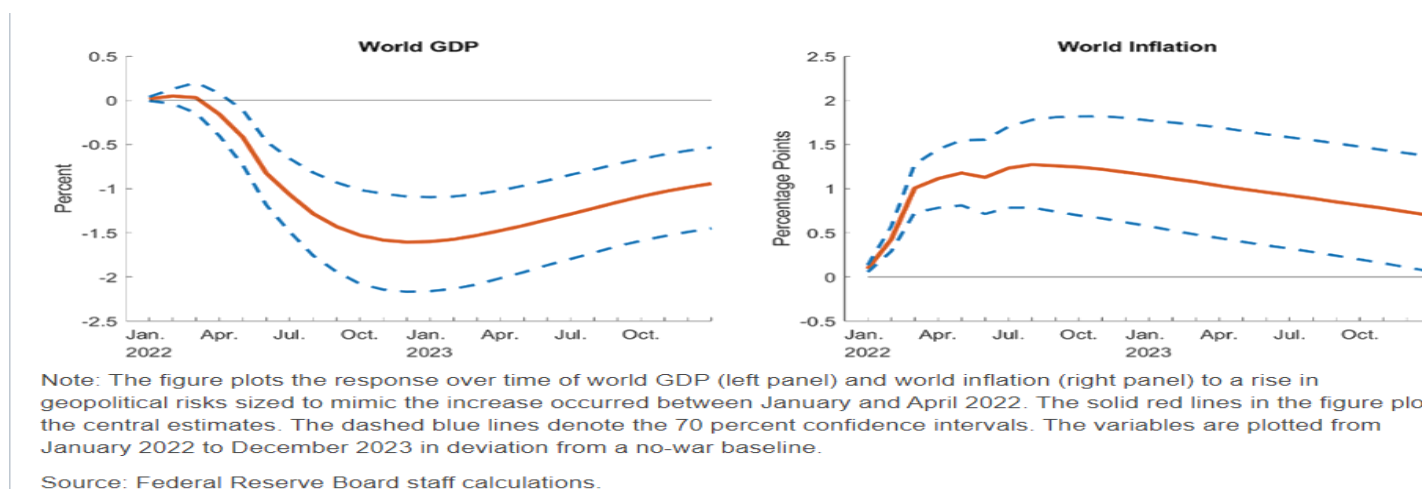 World GDP
0.5
0
-0.5
-1
-1.5
-2
-2.5
Percent
Jan. Apr. Jul. Oct. Jan. Apr. Jul. Oct.
2022 2023
World Inflation
2.5
2
1.5
1
0.5
0
-0.5
Percentage Points
Jan. Apr. Jul. Oct. Jan. Apr. Jul. Oct.
2022 2023
Note: The figure plots the response over time of world GDP (left panel) and world inflation (right panel) to a rise in
geopolitical risks sized to mimic the increase occurred between January and April 2022. The solid red lines in the figure plo
the central estimates. The dashed blue lines denote the 70 percent confidence intervals. The variables are plotted from
January 2022 to December 2023 in deviation from a no-war baseline.
Source: Federal Reserve Board staff calculations.